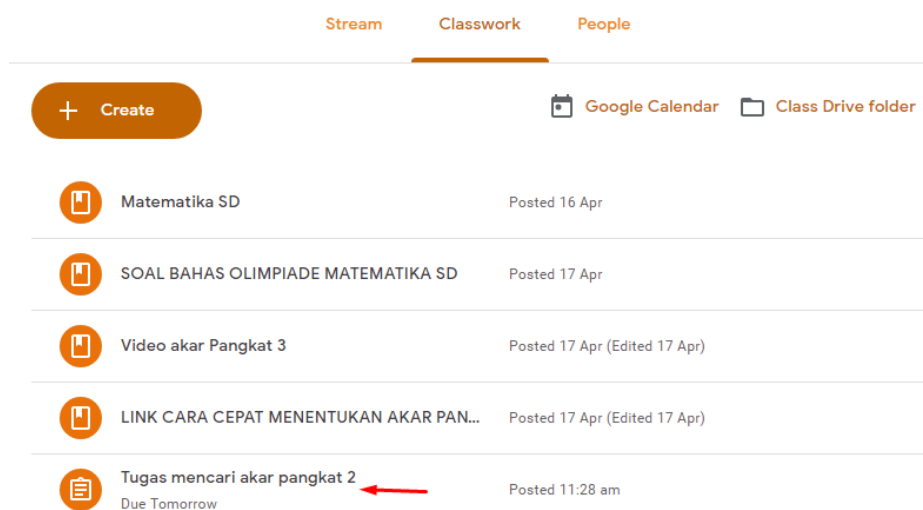 Stream Classwork People
+ Create Google Calendar Class Drive folder
Matematika SD Posted 16 Apr
SOAL BAHAS OLIMPIADE MATEMATIKA SD Posted 17 Apr
Video akar Pangkat 3 Posted 17 Apr (Edited 17 Apr)
LINK CARA CEPAT MENENTUKAN AKAR PAN... Posted 17 Apr (Edited 17 Apr)
Tugas mencari akar pangkat 2 Posted 11:28 am
Due Tomorrow